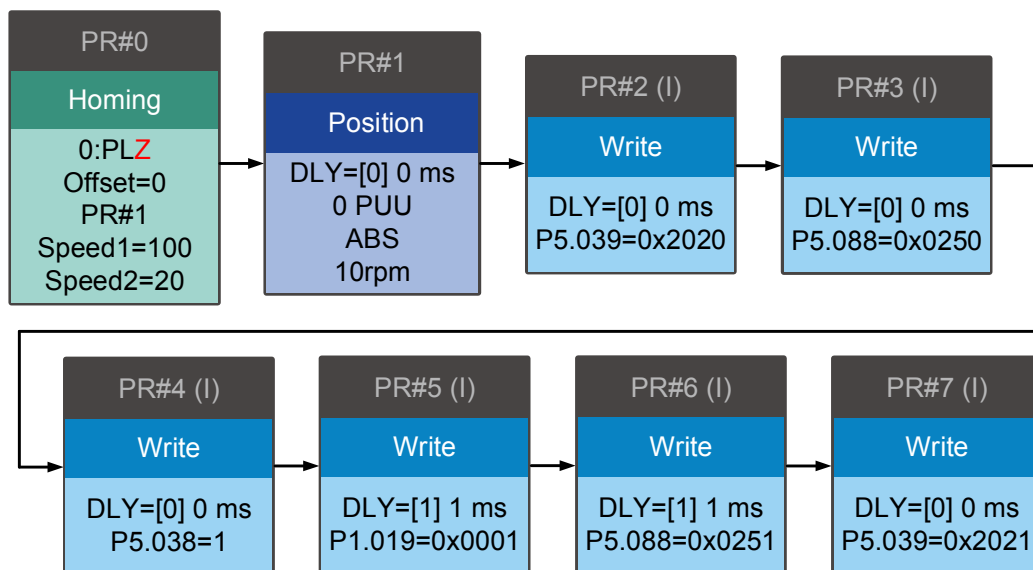 PR#0
Homing
0:PLZ
Offset=0
PR#1
Speed1=100
Speed2=20
PR#1
Position
DLY=[0] 0 ms
0 PUU
ABS
10rpm
PR#2 (I)
Write
DLY=[0] 0 ms
P5.039=0x2020
PR#3 (I)
Write
DLY=[0] 0 ms
P5.088=0x0250
PR#4 (I)
Write
DLY=[0] 0 ms
P5.038=1
PR#5 (I)
Write
DLY=[1] 1 ms
P1.019=0x0001
PR#6 (I)
Write
DLY=[1] 1 ms
P5.088=0x0251
PR#7 (I)
Write
DLY=[0] 0 ms
P5.039=0x2021